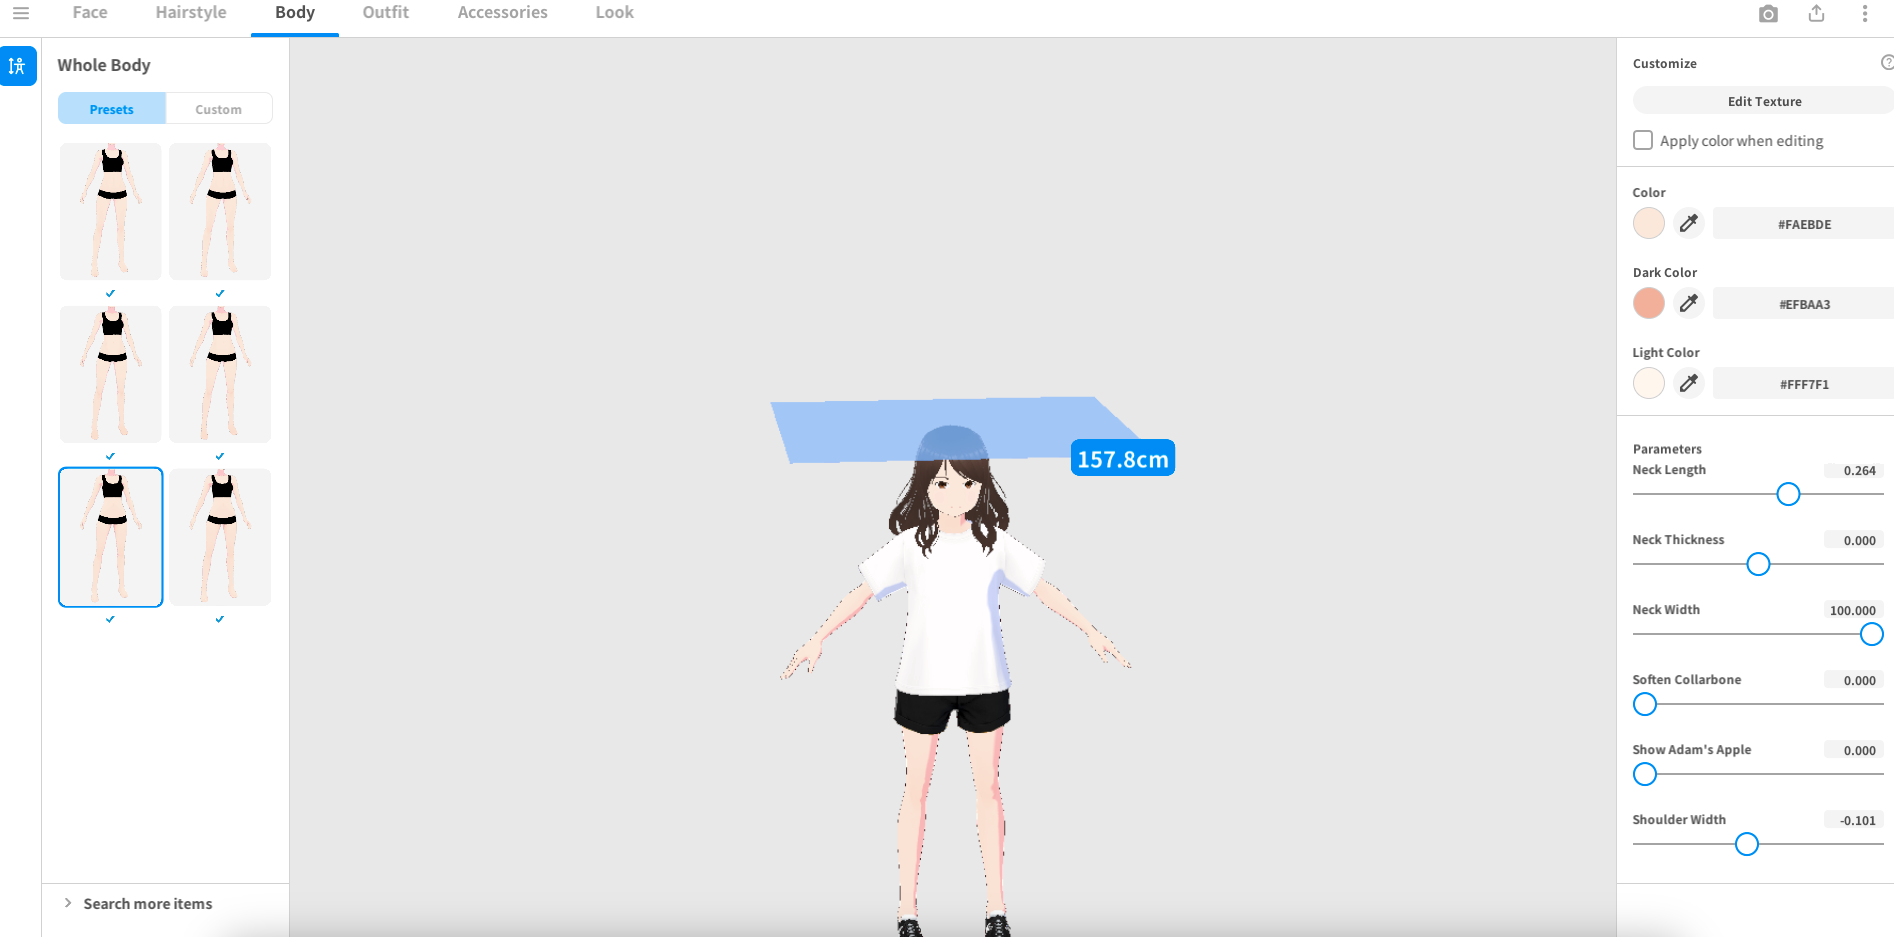 Face Hairstyle Body Outfit Accessories Look
Whole Body
Presets Custom
Search more items
157.8cm
Customize
Edit Texture
Apply color when editing
Color
#FAEBDE
Dark Color
#EFBAA3
Light Color
#FFF7F1
Parameters
Neck Length 0.264
Neck Thickness 0.000
Neck Width 100.000
Soften Collarbone 0.000
Show Adam's Apple 0.000
Shoulder Width -0.101